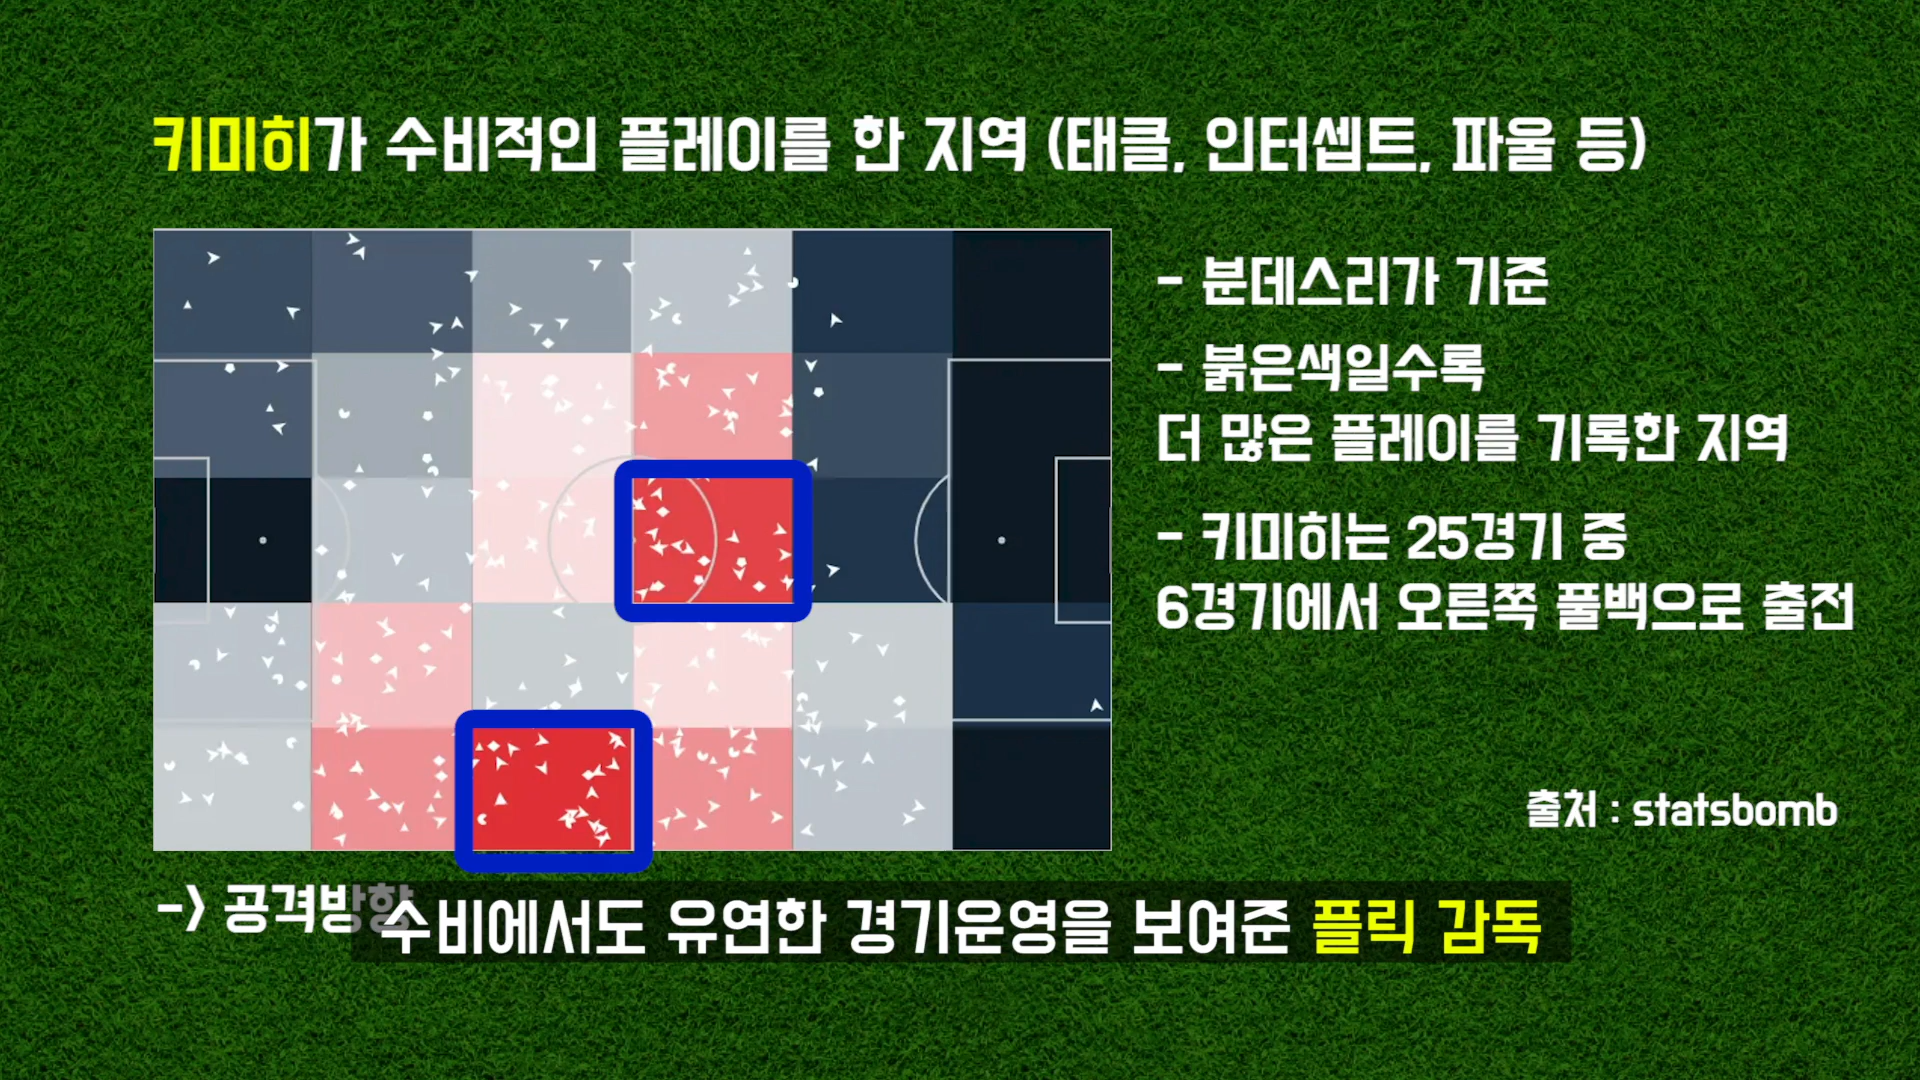 키미히가 수비적인 플레이를 한 지역 (태클, 인터셉트, 파울 등)
- 분데스리가 기준
- 붉은색일수록
더 많은 플레이를 기록한 지역
- 키미히는 25경기 중
6경기에서 오른쪽 풀백으로 출전
출처 : statsbomb
-> 공격방향
수비에서도 유연한 경기운영을 보여준 플릭 감독